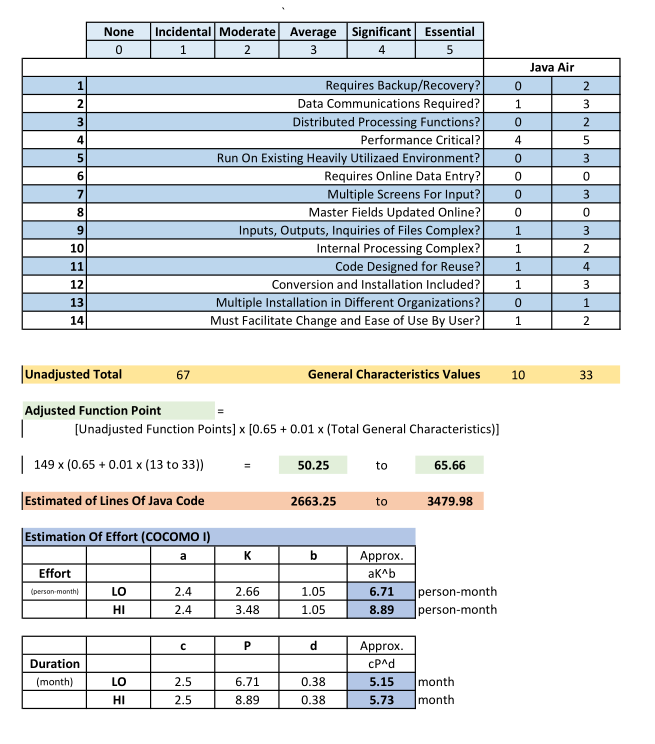 `
None Incidental Moderate Average Significant Essential
0 1 2 3 4 5
Java Air
1 Requires Backup/Recovery? 0 2
2 Data Communications Required? 1 3
3 Distributed Processing Functions? 0 2
4 Performance Critical? 4 5
5 Run On Existing Heavily Utilizaed Environment? 0 3
6 Requires Online Data Entry? 0 0
7 Multiple Screens For Input? 0 3
8 Master Fields Updated Online? 0 0
9 Inputs, Outputs, Inquiries of Files Complex? 1 3
10 Internal Processing Complex? 1 2
11 Code Designed for Reuse? 1 4
12 Conversion and Installation Included? 1 3
13 Multiple Installation in Different Organizations? 0 1
14 Must Facilitate Change and Ease of Use By User? 1 2
Unadjusted Total 67 General Characteristics Values 10 33
Adjusted Function Point =
[Unadjusted Function Points] x [0.65 + 0.01 x (Total General Characteristics)]
149 x (0.65 + 0.01 x (13 to 33)) = 50.25 to 65.66
Estimated of Lines Of Java Code 2663.25 to 3479.98
Estimation Of Effort (COCOMO I)
a K b Approx.
Effort aK^b
(person-month) LO 2.4 2.66 1.05 6.71 person-month
HI 2.4 3.48 1.05 8.89 person-month
c P d Approx.
Duration cP^d
(month) LO 2.5 6.71 0.38 5.15 month
HI 2.5 8.89 0.38 5.73 month